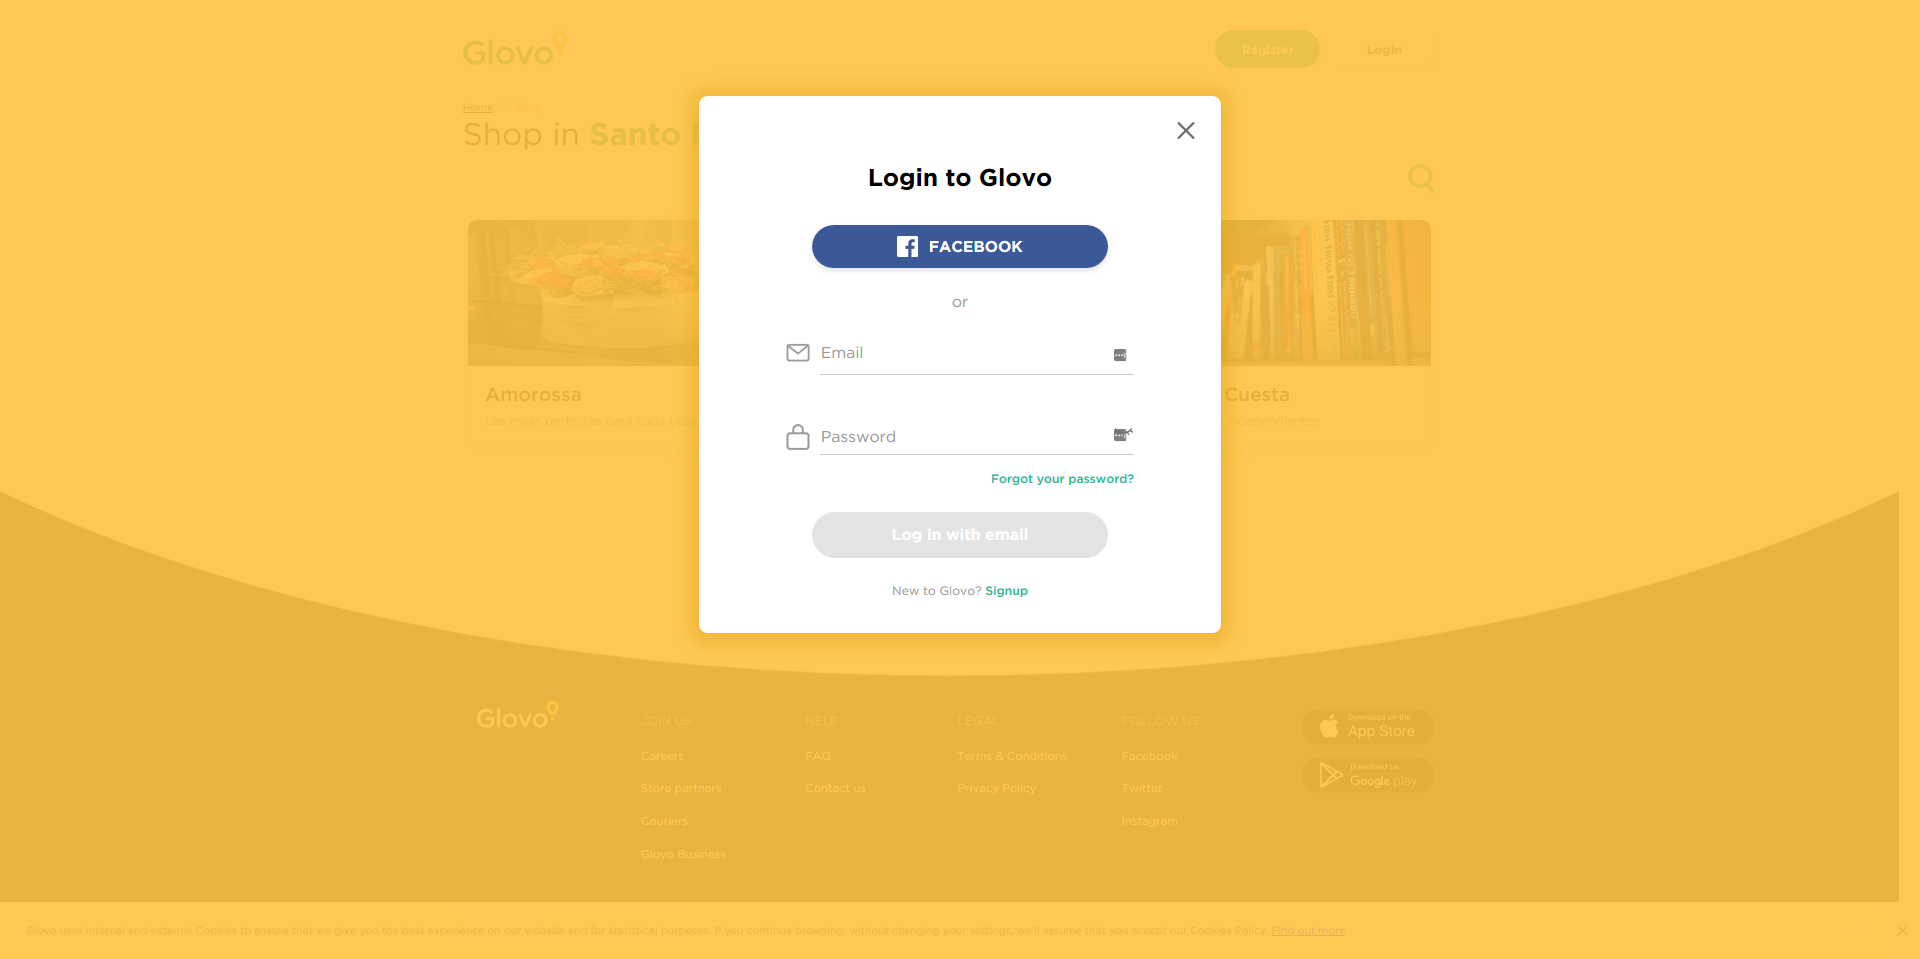 Glovo
Register
Login
Home
Shop
Shop in Santo
Login to Glovo
FACEBOOK
or
Email
Password
Forgot your password?
Log in with email
New to Glovo? Signup
Amorossa
Las rosas perfectas para cada
Cuesta
independientes
Glovo
JOIN US
Careers
Store partners
Couriers
Glovo Business
HELP
FAQ
Contact us
LEGAL
Terms & Conditions
Privacy Policy
FOLLOW US
Facebook
Twitter
Instagram
Download on the
App Store
Download on
Google play
Glovo uses internal and external Cookies to ensure that we give you the best experience on our website and for statistical purposes. If you continue browsing, without changing your settings, we'll assume that you accept our Cookies Policy. Find out more.